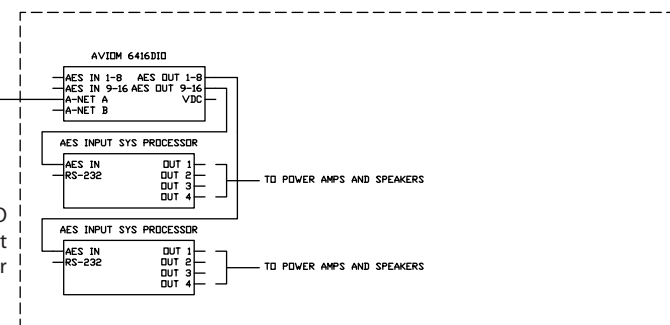 AVIOM 6416DIO
AES IN 1-8 AES OUT 1-8
AES IN 9-16 AES OUT 9-16
A-NET A VDC
A-NET B
AES INPUT SYS PROCESSOR
AES IN OUT 1
RS-232 OUT 2
OUT 3
OUT 4
TO POWER AMPS AND SPEAKERS
AES INPUT SYS PROCESSOR
AES IN OUT 1
RS-232 OUT 2
OUT 3
OUT 4
TO POWER AMPS AND SPEAKERS